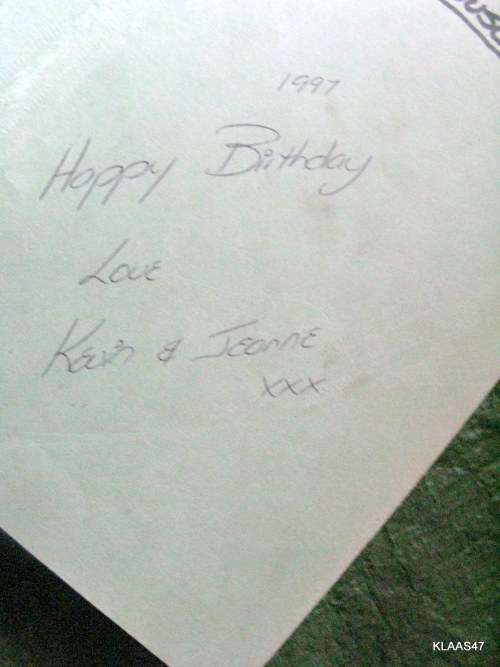 1997
Happy Birthday
Love
Kevin & Jeanne
xxx
KLAAS47